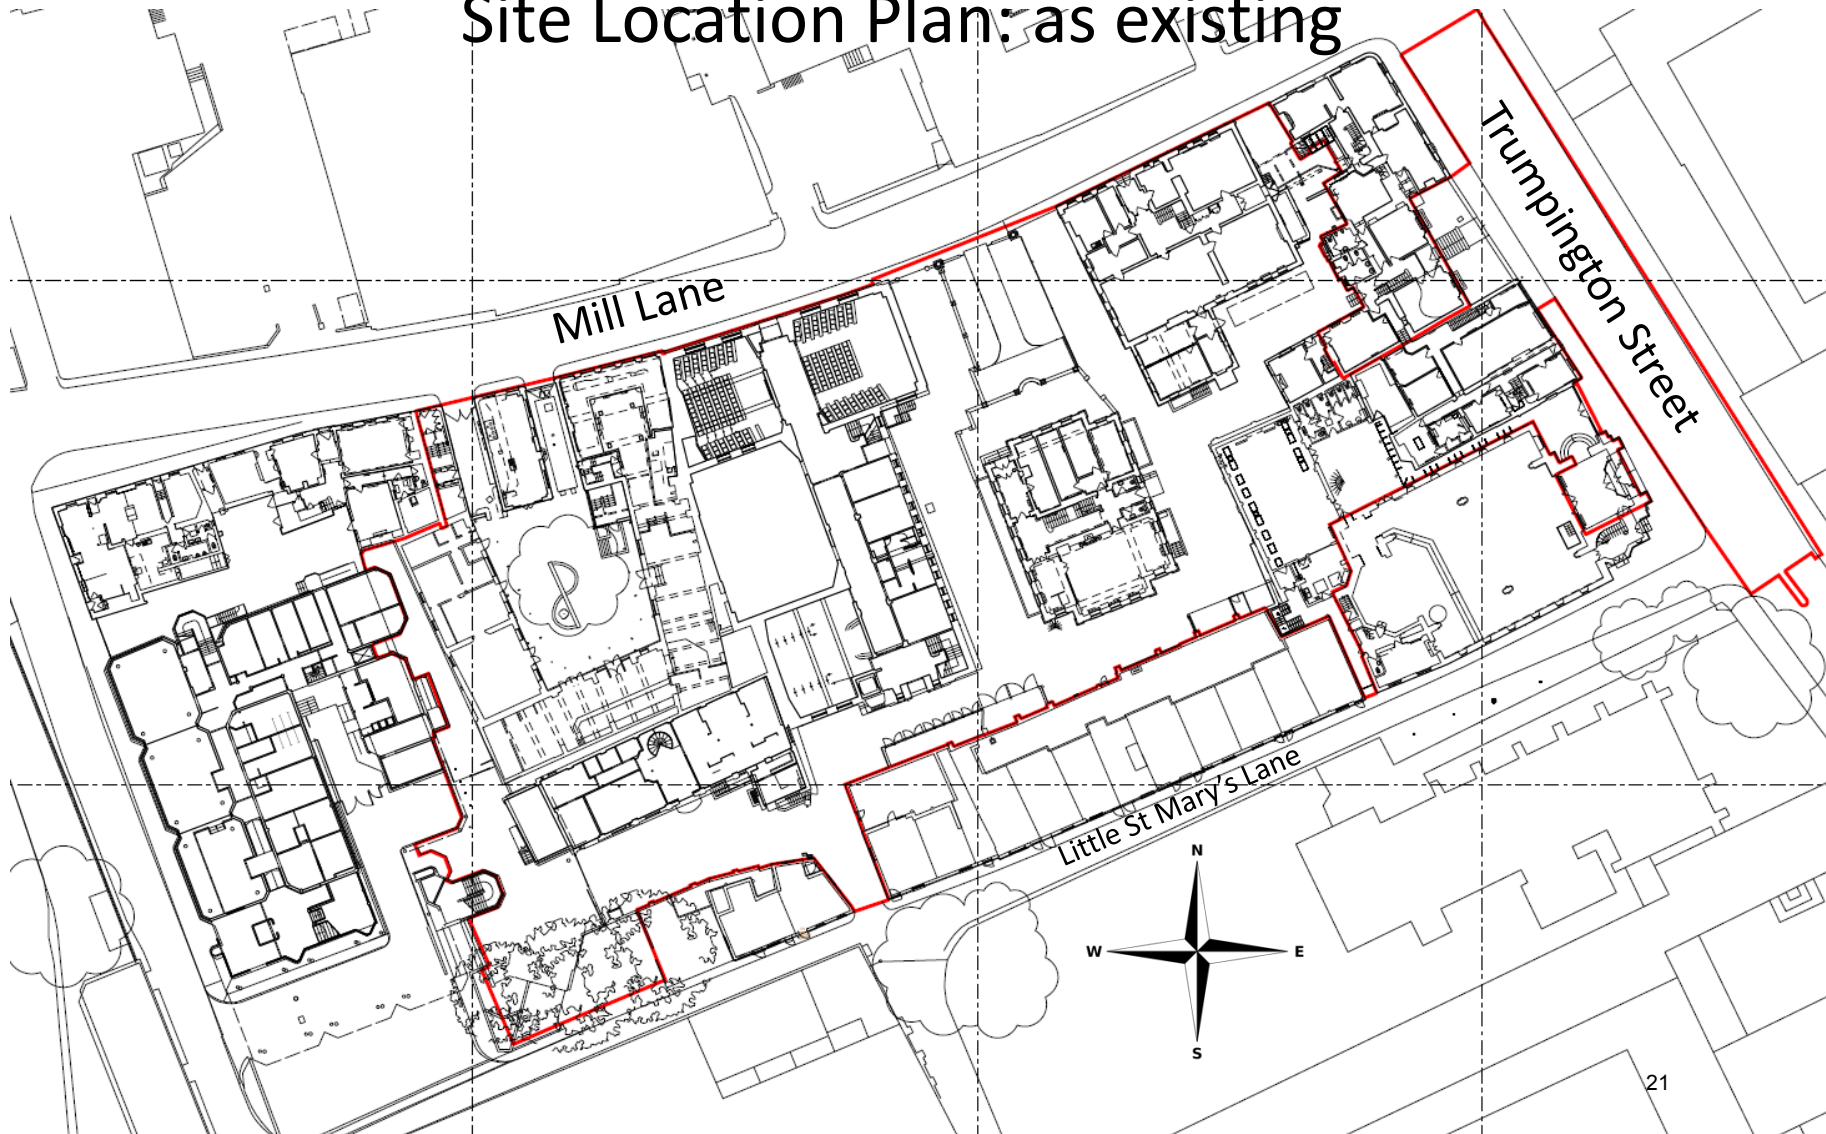 Site Location Plan: as existing
Trumpington Street
Mill Lane
Little St Mary's Lane
N
W
E
S
21